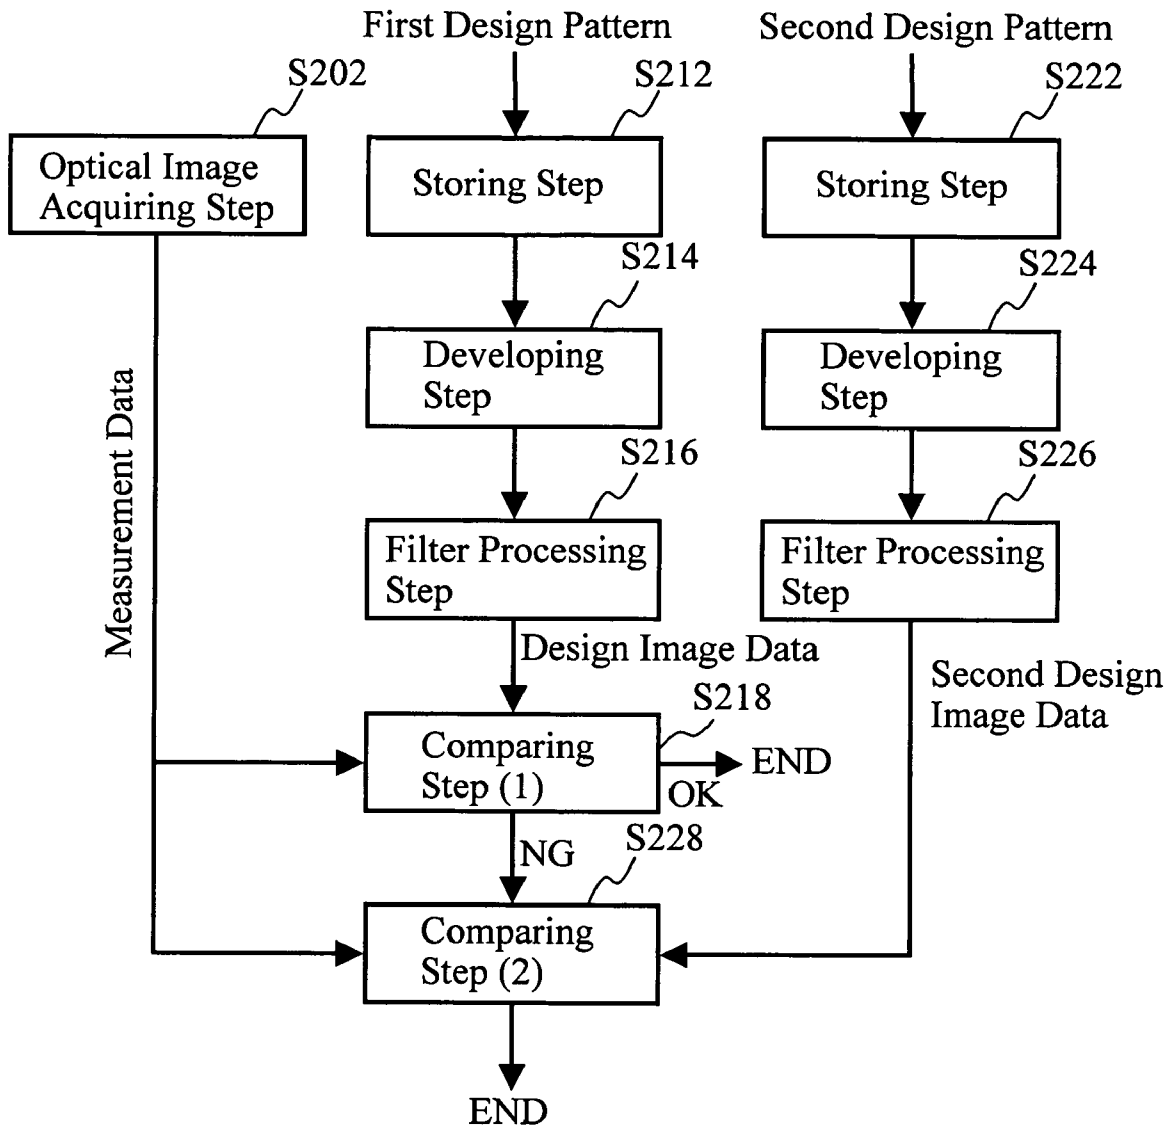 First Design Pattern
Second Design Pattern
S202
S212
S222
Optical Image
Acquiring Step
Storing Step
Storing Step
S214
S224
Developing
Step
Developing
Step
Measurement Data
S216
S226
Filter Processing
Step
Filter Processing
Step
Design Image Data
Second Design
Image Data
S218
Comparing
Step (1)
END
OK
NG
S228
Comparing
Step (2)
END